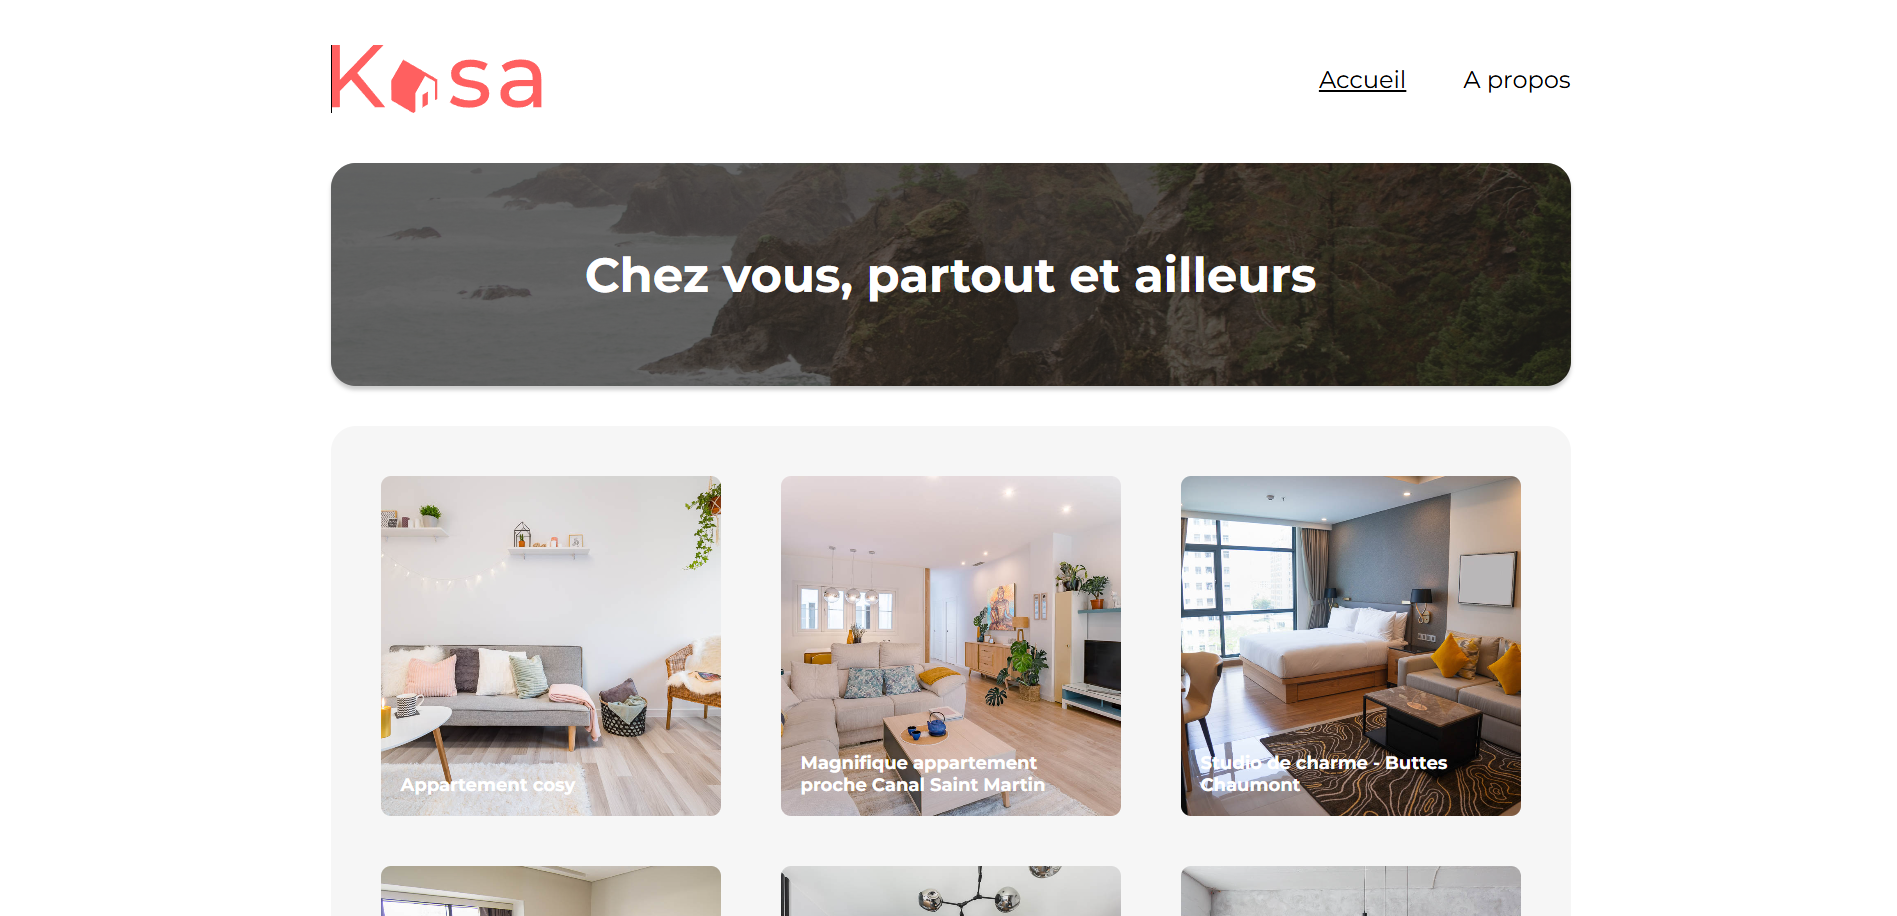 Kasa
Accueil
A propos
Chez vous, partout et ailleurs
Appartement cosy
Magnifique appartement
proche Canal Saint Martin
Studio de charme - Buttes
Chaumont